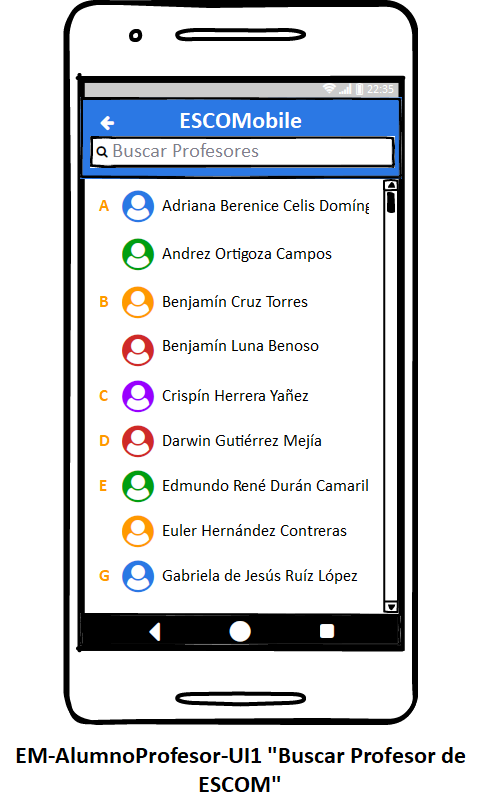 22:35
ESCOMobile
Buscar Profesores
A Adriana Berenice Celis Domíng
Andrez Ortigoza Campos
B Benjamín Cruz Torres
Benjamín Luna Benoso
C Crispín Herrera Yañez
D Darwin Gutiérrez Mejía
E Edmundo René Durán Camaril
Euler Hernández Contreras
G Gabriela de Jesús Ruíz López
EM-AlumnoProfesor-UI1 "Buscar Profesor de
ESCOM"